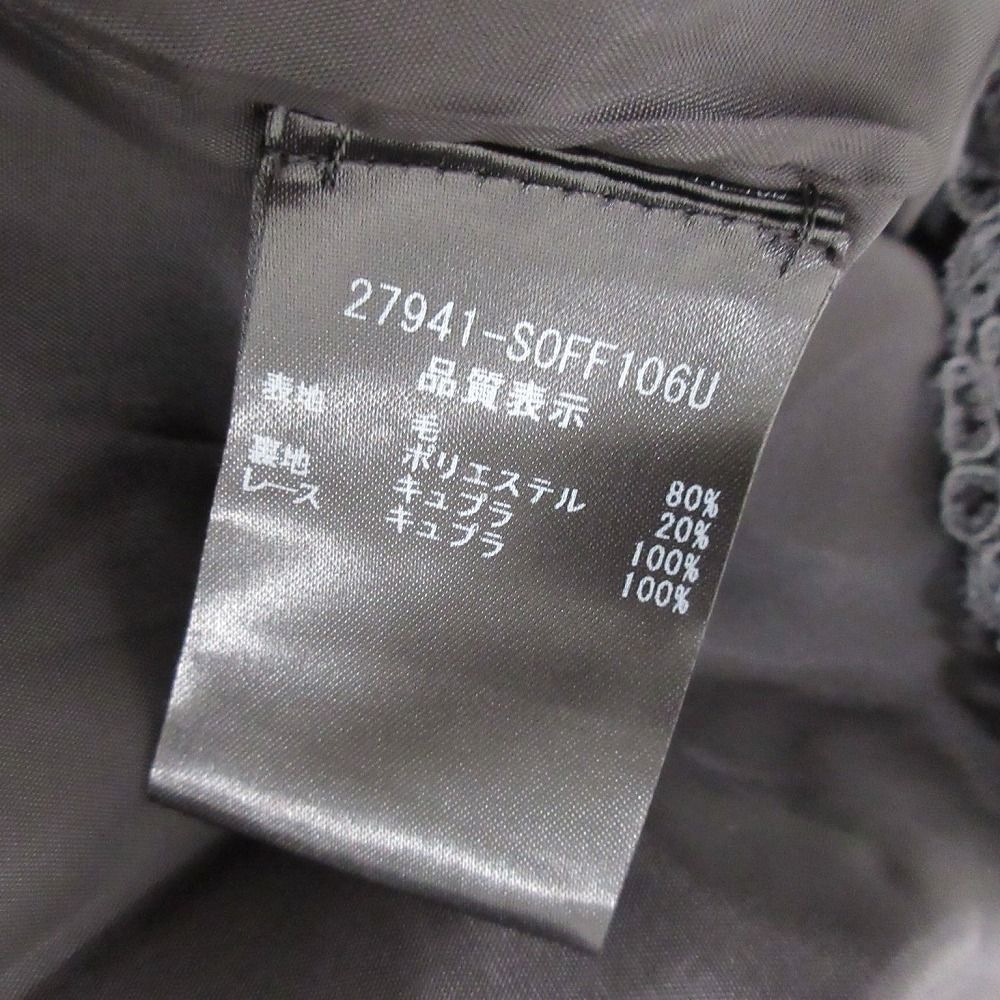 27941-SOFF106U
品質表示
表地 毛 80%
ポリエステル 20%
裏地 キュプラ 100%
レース キュプラ 100%